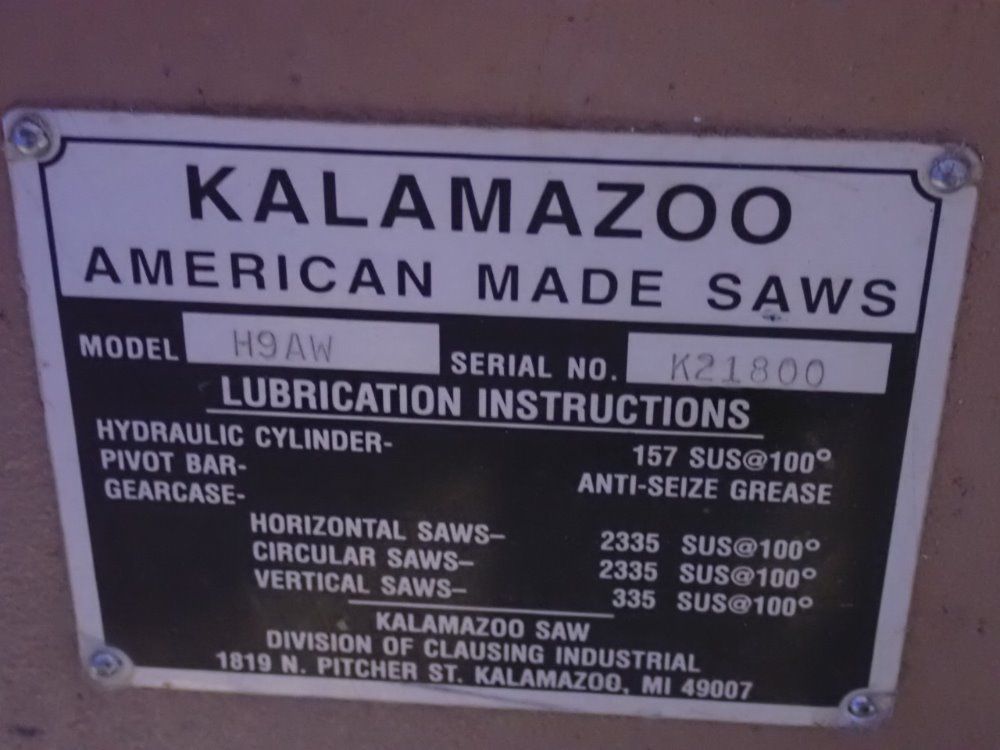 KALAMAZOO
AMERICAN MADE SAWS
MODEL H9AW SERIAL NO. K21800
LUBRICATION INSTRUCTIONS
HYDRAULIC CYLINDER- 157 SUS@100°
PIVOT BAR- ANTI-SEIZE GREASE
GEARCASE-
HORIZONTAL SAWS– 2335 SUS@100°
CIRCULAR SAWS– 2335 SUS@100°
VERTICAL SAWS– 335 SUS@100°
KALAMAZOO SAW
DIVISION OF CLAUSING INDUSTRIAL
1819 N. PITCHER ST. KALAMAZOO, MI 49007